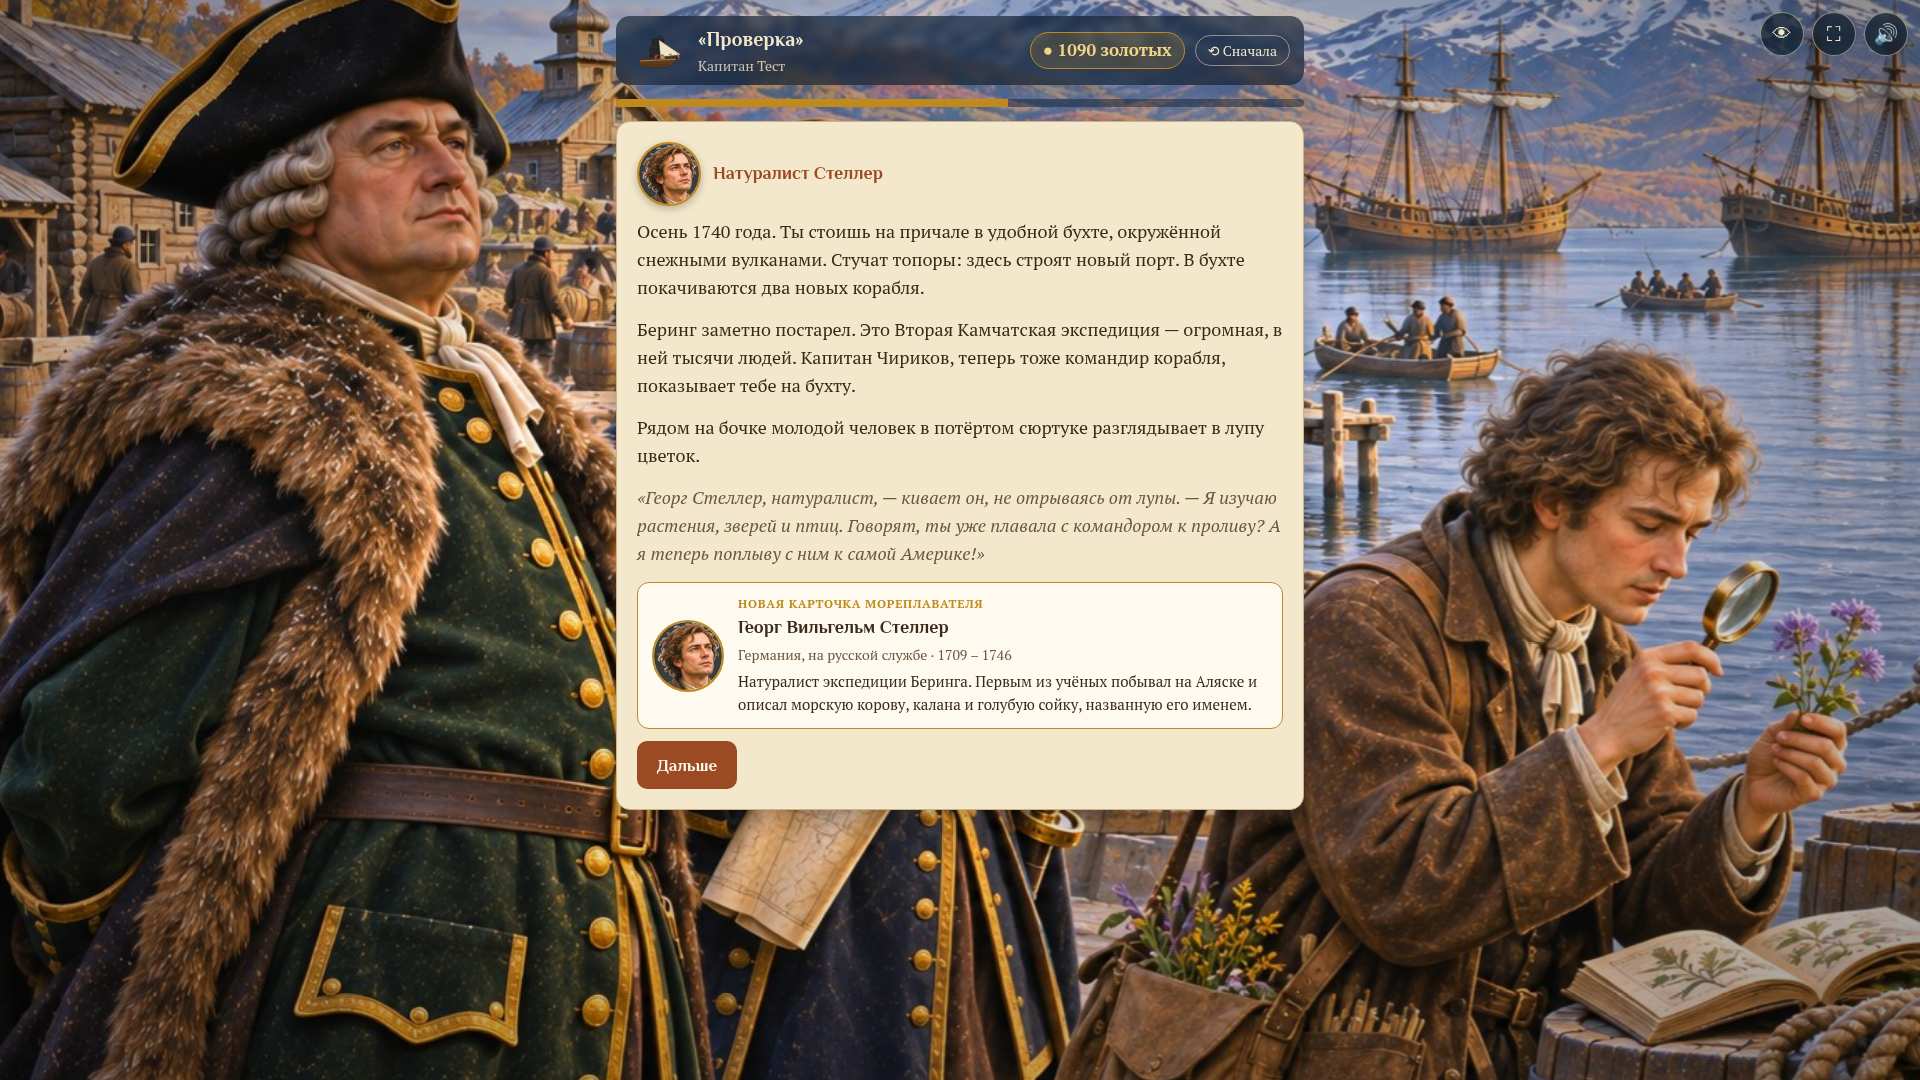 «Проверка»
Капитан Тест
● 1090 золотых
⟲ Сначала
Натуралист Стеллер
Осень 1740 года. Ты стоишь на причале в удобной бухте, окружённой
снежными вулканами. Стучат топоры: здесь строят новый порт. В бухте
покачиваются два новых корабля.
Беринг заметно постарел. Это Вторая Камчатская экспедиция — огромная, в
ней тысячи людей. Капитан Чириков, теперь тоже командир корабля,
показывает тебе на бухту.
Рядом на бочке молодой человек в потёртом сюртуке разглядывает в лупу
цветок.
«Георг Стеллер, натуралист, — кивает он, не отрываясь от лупы. — Я изучаю
растения, зверей и птиц. Говорят, ты уже плавала с командором к проливу? А
я теперь поплыву с ним к самой Америке!»
НОВАЯ КАРТОЧКА МОРЕПЛАВАТЕЛЯ
Георг Вильгельм Стеллер
Германия, на русской службе · 1709 – 1746
Натуралист экспедиции Беринга. Первым из учёных побывал на Аляске и
описал морскую корову, калана и голубую сойку, названную его именем.
Дальше